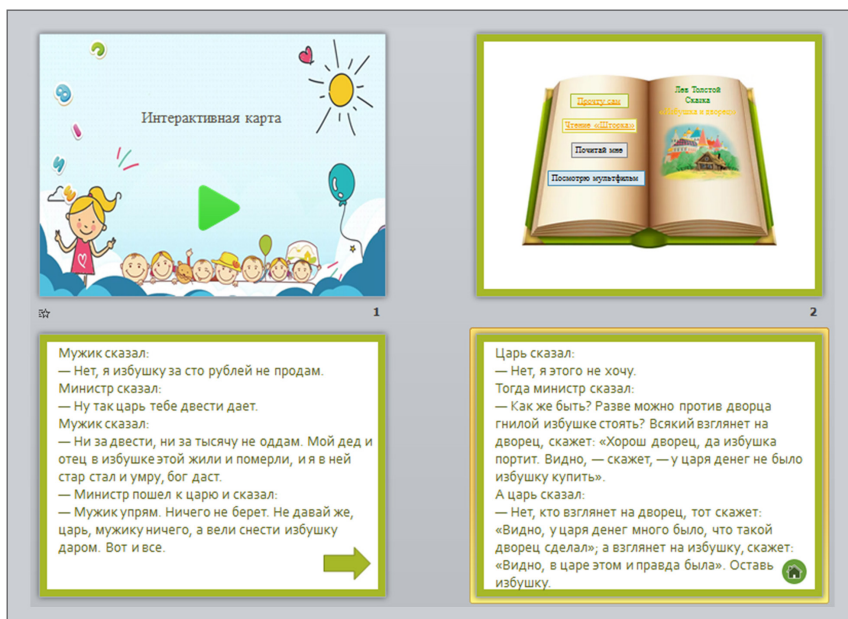 Интерактивная карта
1
Прочту сам
Чтение «Шторка»
Почитай мне
Посмотрю мультфильм
Лев Толстой
Сказка
«Избушка и дворец»
2
Мужик сказал:
— Нет, я избушку за сто рублей не продам.
Министр сказал:
— Ну так царь тебе двести дает.
Мужик сказал:
— Ни за двести, ни за тысячу не оддам. Мой дед и
отец в избушке этой жили и померли, и я в ней
стар стал и умру, бог даст.
— Министр пошел к царю и сказал:
— Мужик упрям. Ничего не берет. Не давай же,
царь, мужику ничего, а вели снести избушку
даром. Вот и все.
Царь сказал:
— Нет, я этого не хочу.
Тогда министр сказал:
— Как же быть? Разве можно против дворца
гнилой избушке стоять? Всякий взглянет на
дворец, скажет: «Хорош дворец, да избушка
портит. Видно, — скажет, — у царя денег не было
избушку купить».
А царь сказал:
— Нет, кто взглянет на дворец, тот скажет:
«Видно, у царя денег много было, что такой
дворец сделал»; а взглянет на избушку, скажет:
«Видно, в царе этом и правда была». Оставь
избушку.